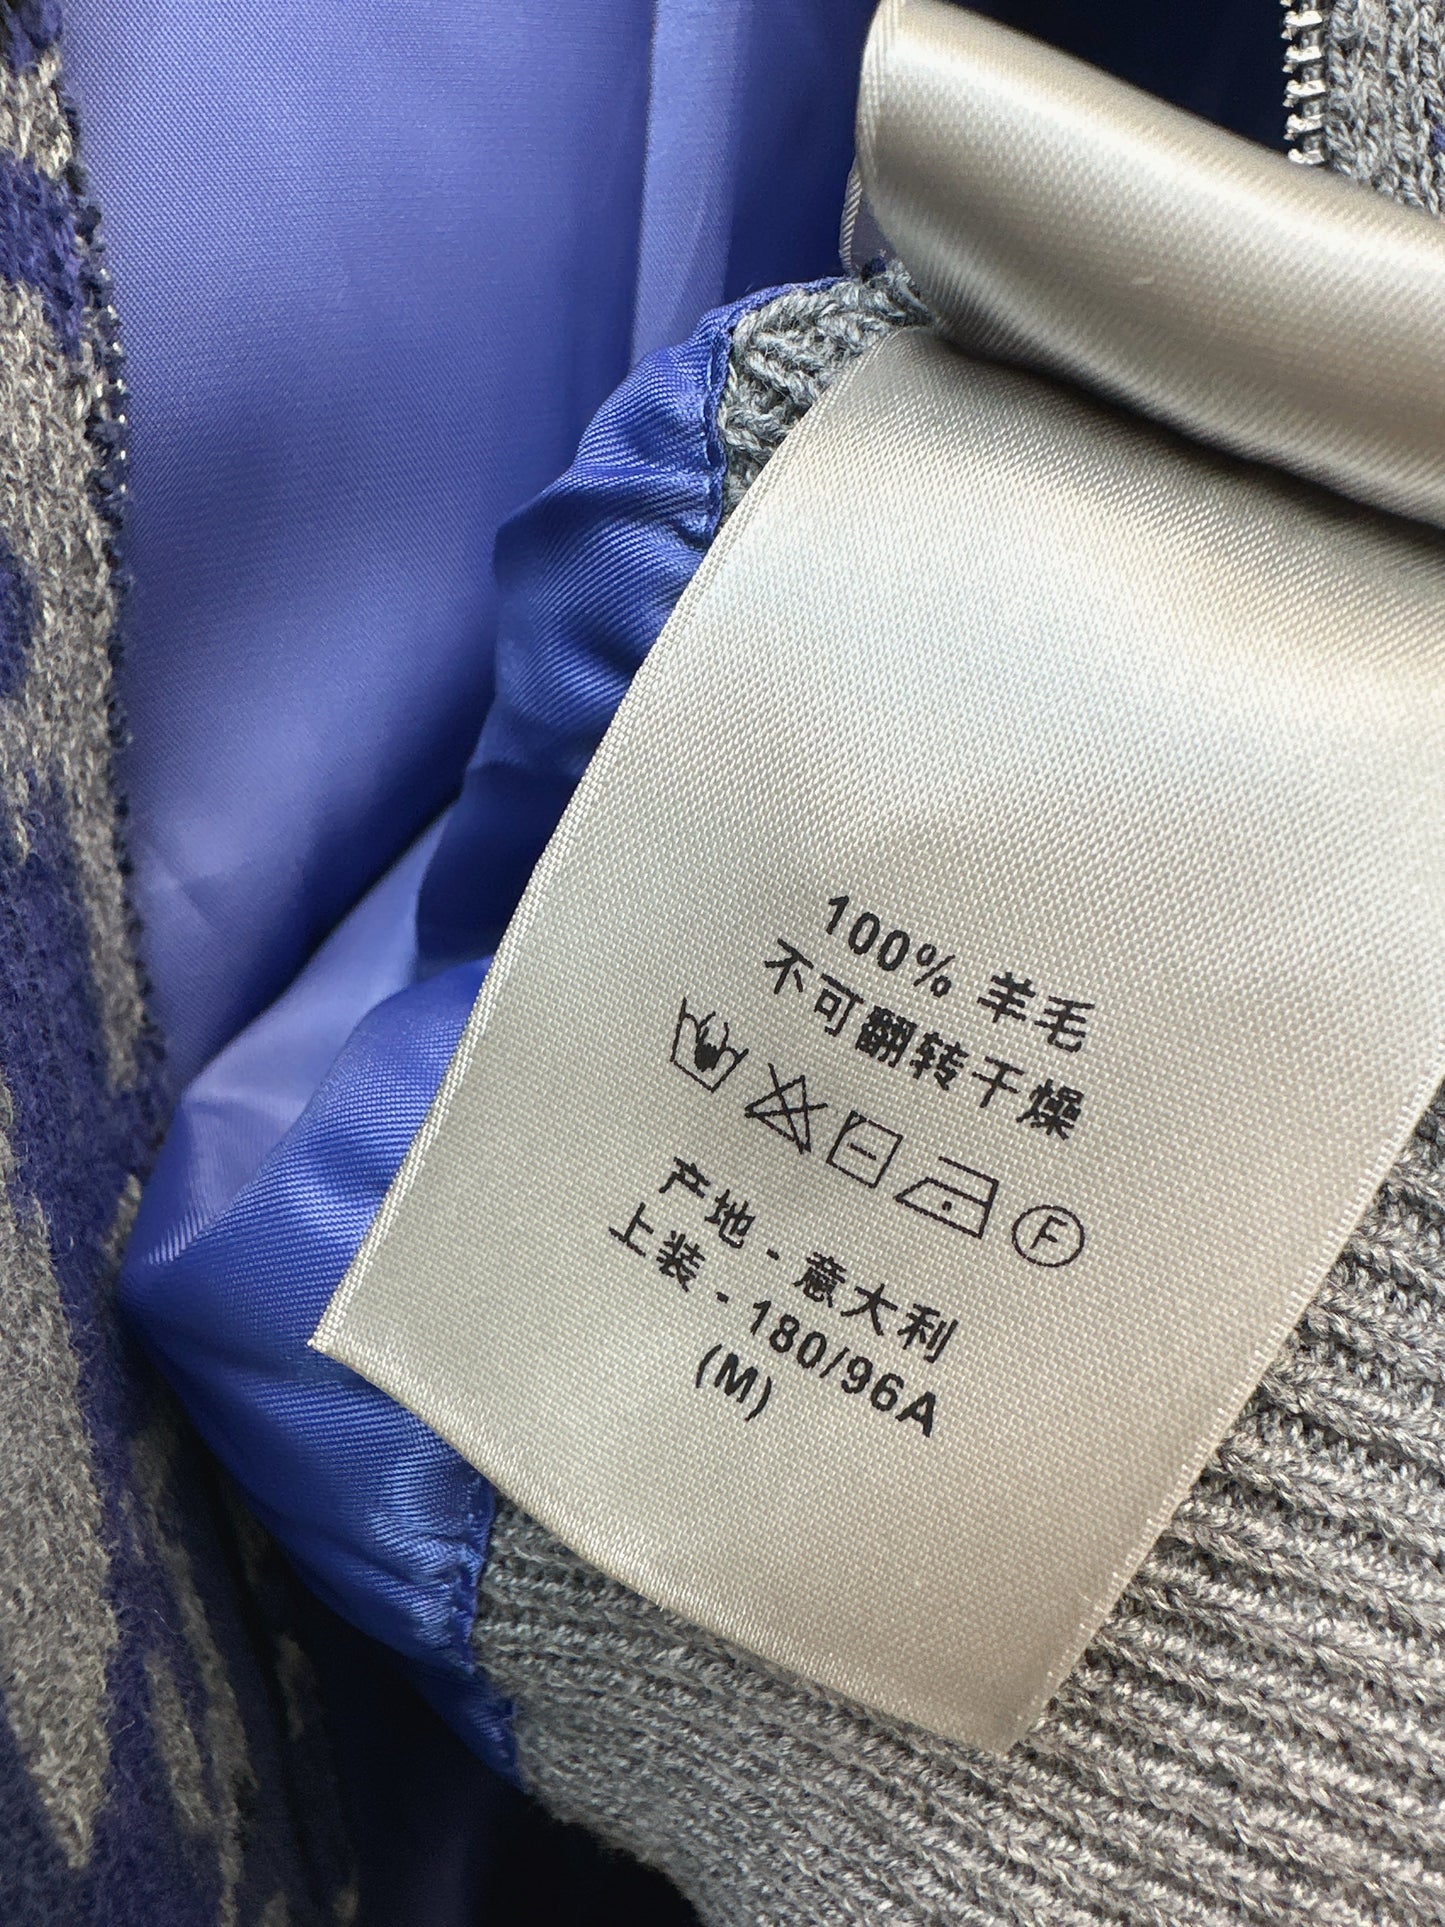 100% 羊毛
不可翻转干燥
F
产地 - 意大利
上装 - 180/96A
(M)